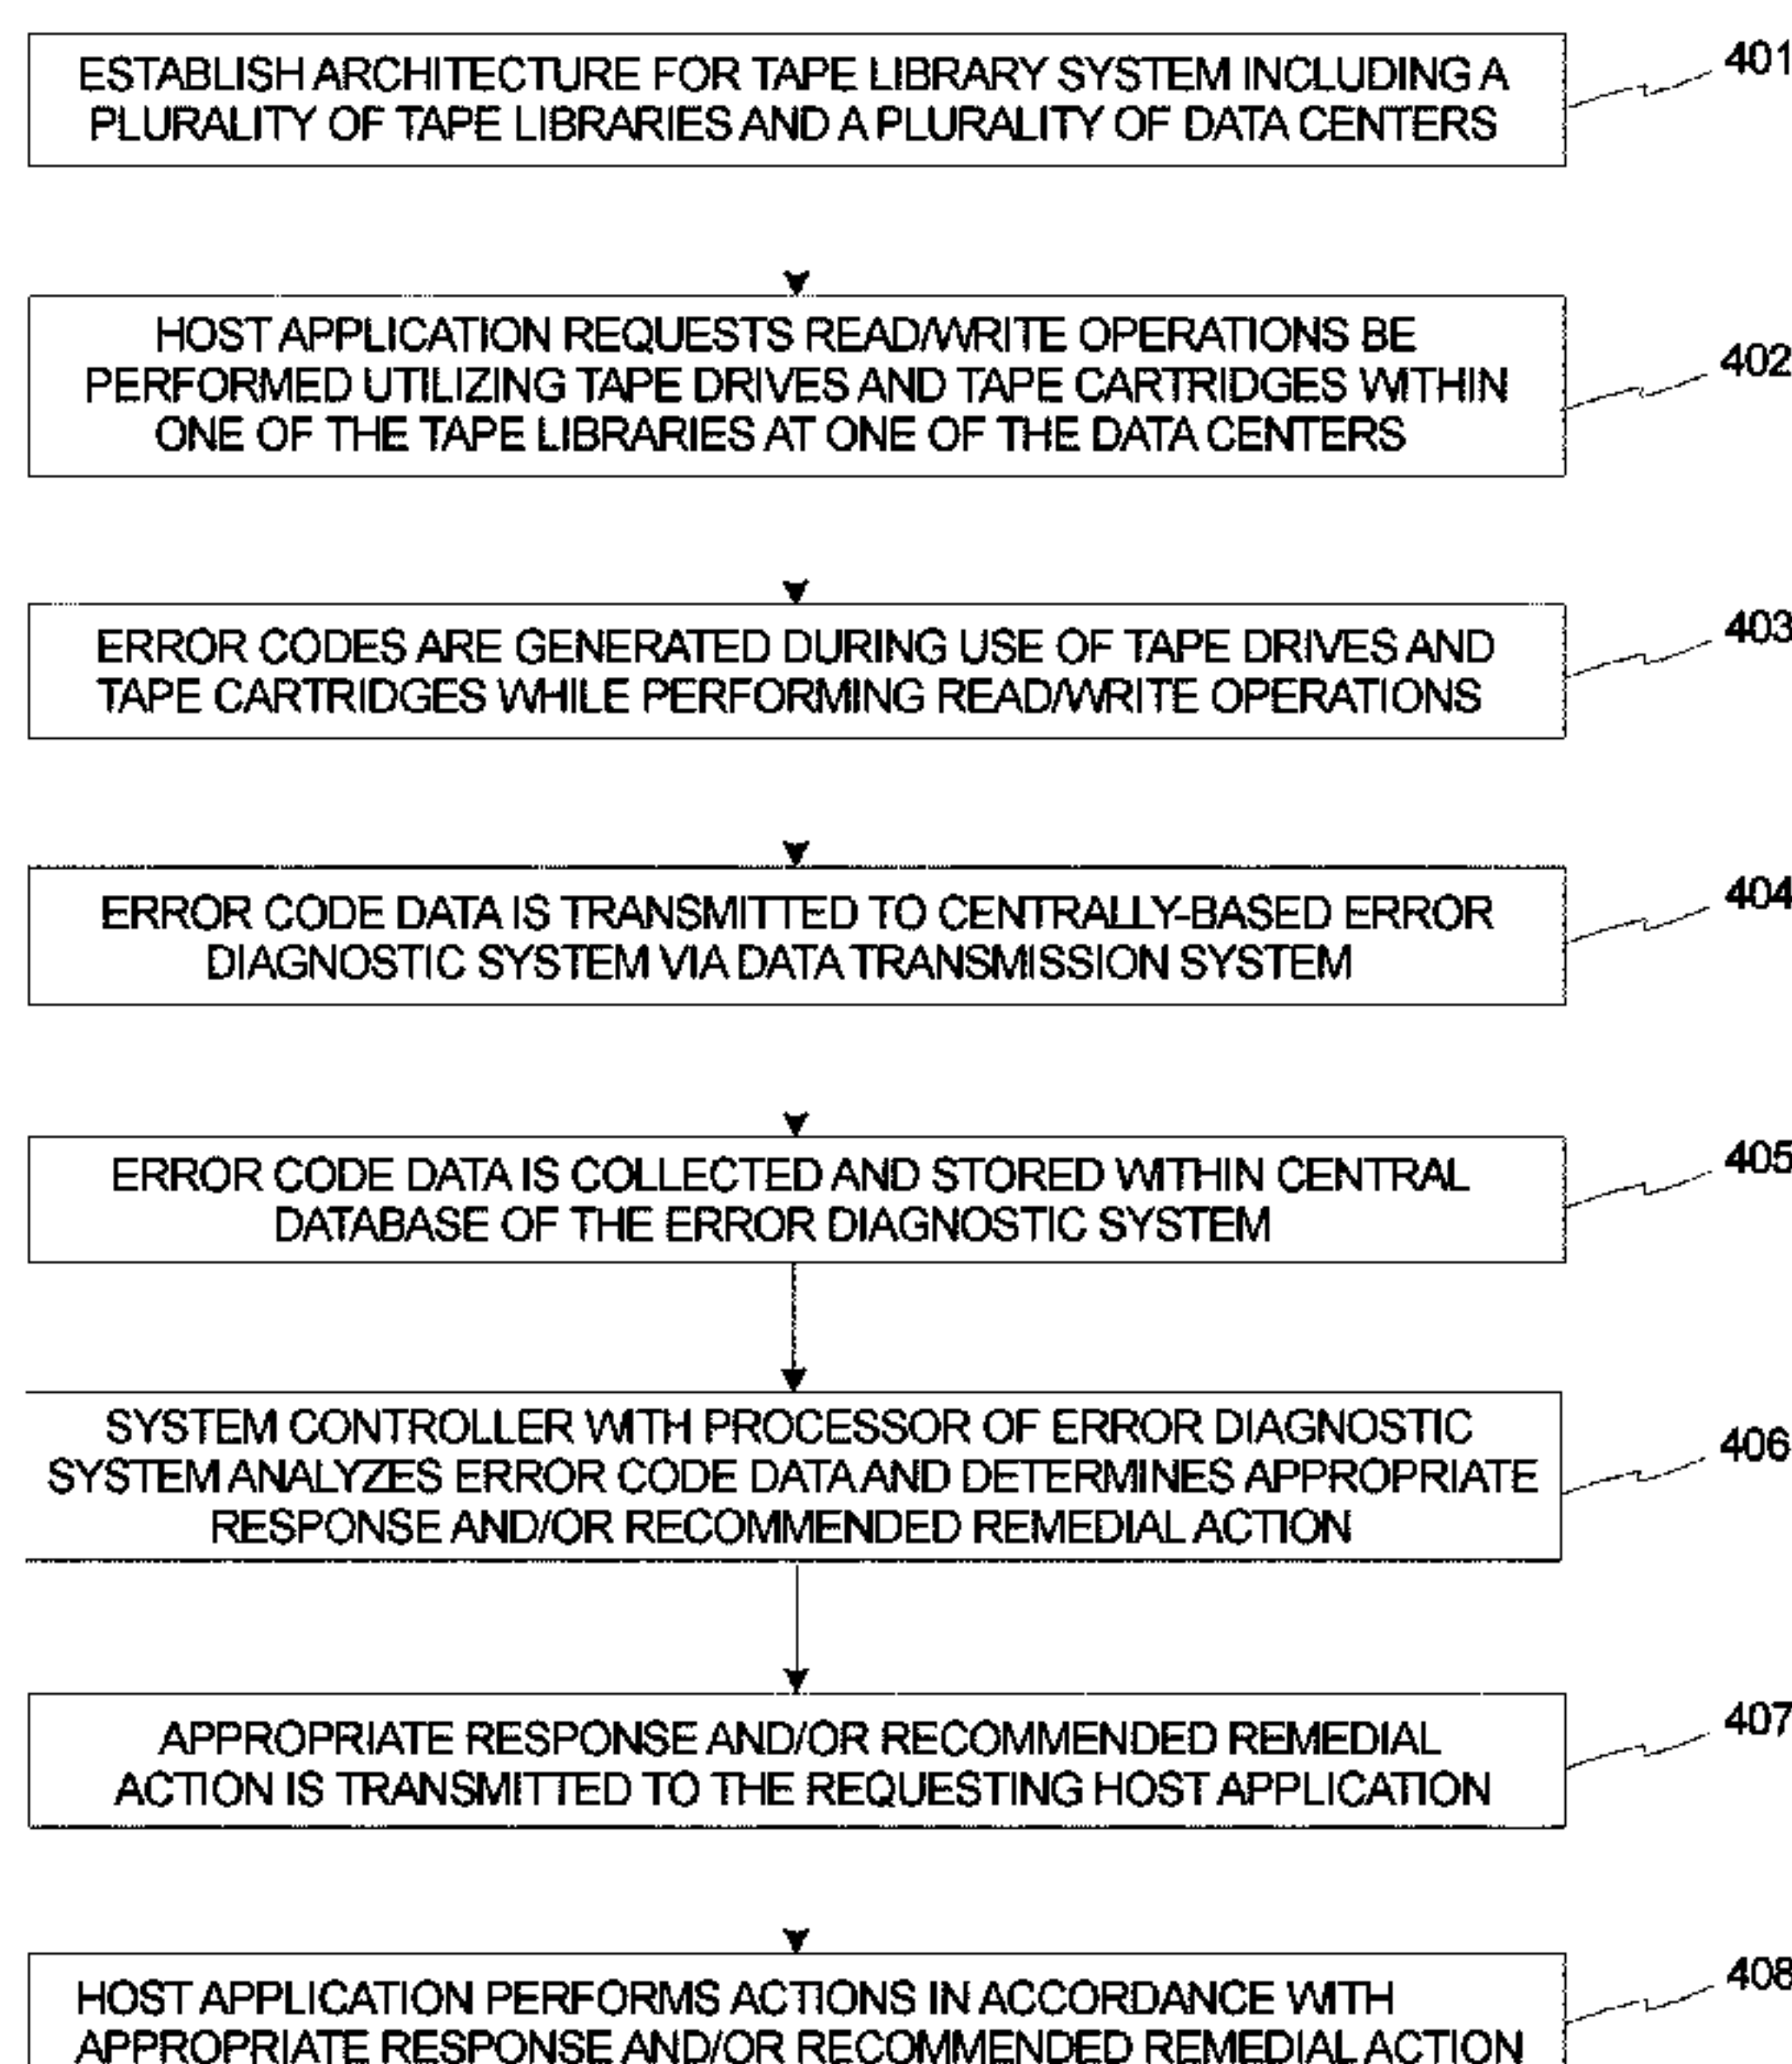 ESTABLISH ARCHITECTURE FOR TAPE LIBRARY SYSTEM INCLUDING A
PLURALITY OF TAPE LIBRARIES AND A PLURALITY OF DATA CENTERS
401
HOST APPLICATION REQUESTS READ/WRITE OPERATIONS BE
PERFORMED UTILIZING TAPE DRIVES AND TAPE CARTRIDGES WITHIN
ONE OF THE TAPE LIBRARIES AT ONE OF THE DATA CENTERS
402
ERROR CODES ARE GENERATED DURING USE OF TAPE DRIVES AND
TAPE CARTRIDGES WHILE PERFORMING READ/WRITE OPERATIONS
403
ERROR CODE DATA IS TRANSMITTED TO CENTRALLY-BASED ERROR
DIAGNOSTIC SYSTEM VIA DATA TRANSMISSION SYSTEM
404
ERROR CODE DATA IS COLLECTED AND STORED WITHIN CENTRAL
DATABASE OF THE ERROR DIAGNOSTIC SYSTEM
405
SYSTEM CONTROLLER WITH PROCESSOR OF ERROR DIAGNOSTIC
SYSTEM ANALYZES ERROR CODE DATA AND DETERMINES APPROPRIATE
RESPONSE AND/OR RECOMMENDED REMEDIAL ACTION
406
APPROPRIATE RESPONSE AND/OR RECOMMENDED REMEDIAL
ACTION IS TRANSMITTED TO THE REQUESTING HOST APPLICATION
407
HOST APPLICATION PERFORMS ACTIONS IN ACCORDANCE WITH
APPROPRIATE RESPONSE AND/OR RECOMMENDED REMEDIAL ACTION
408